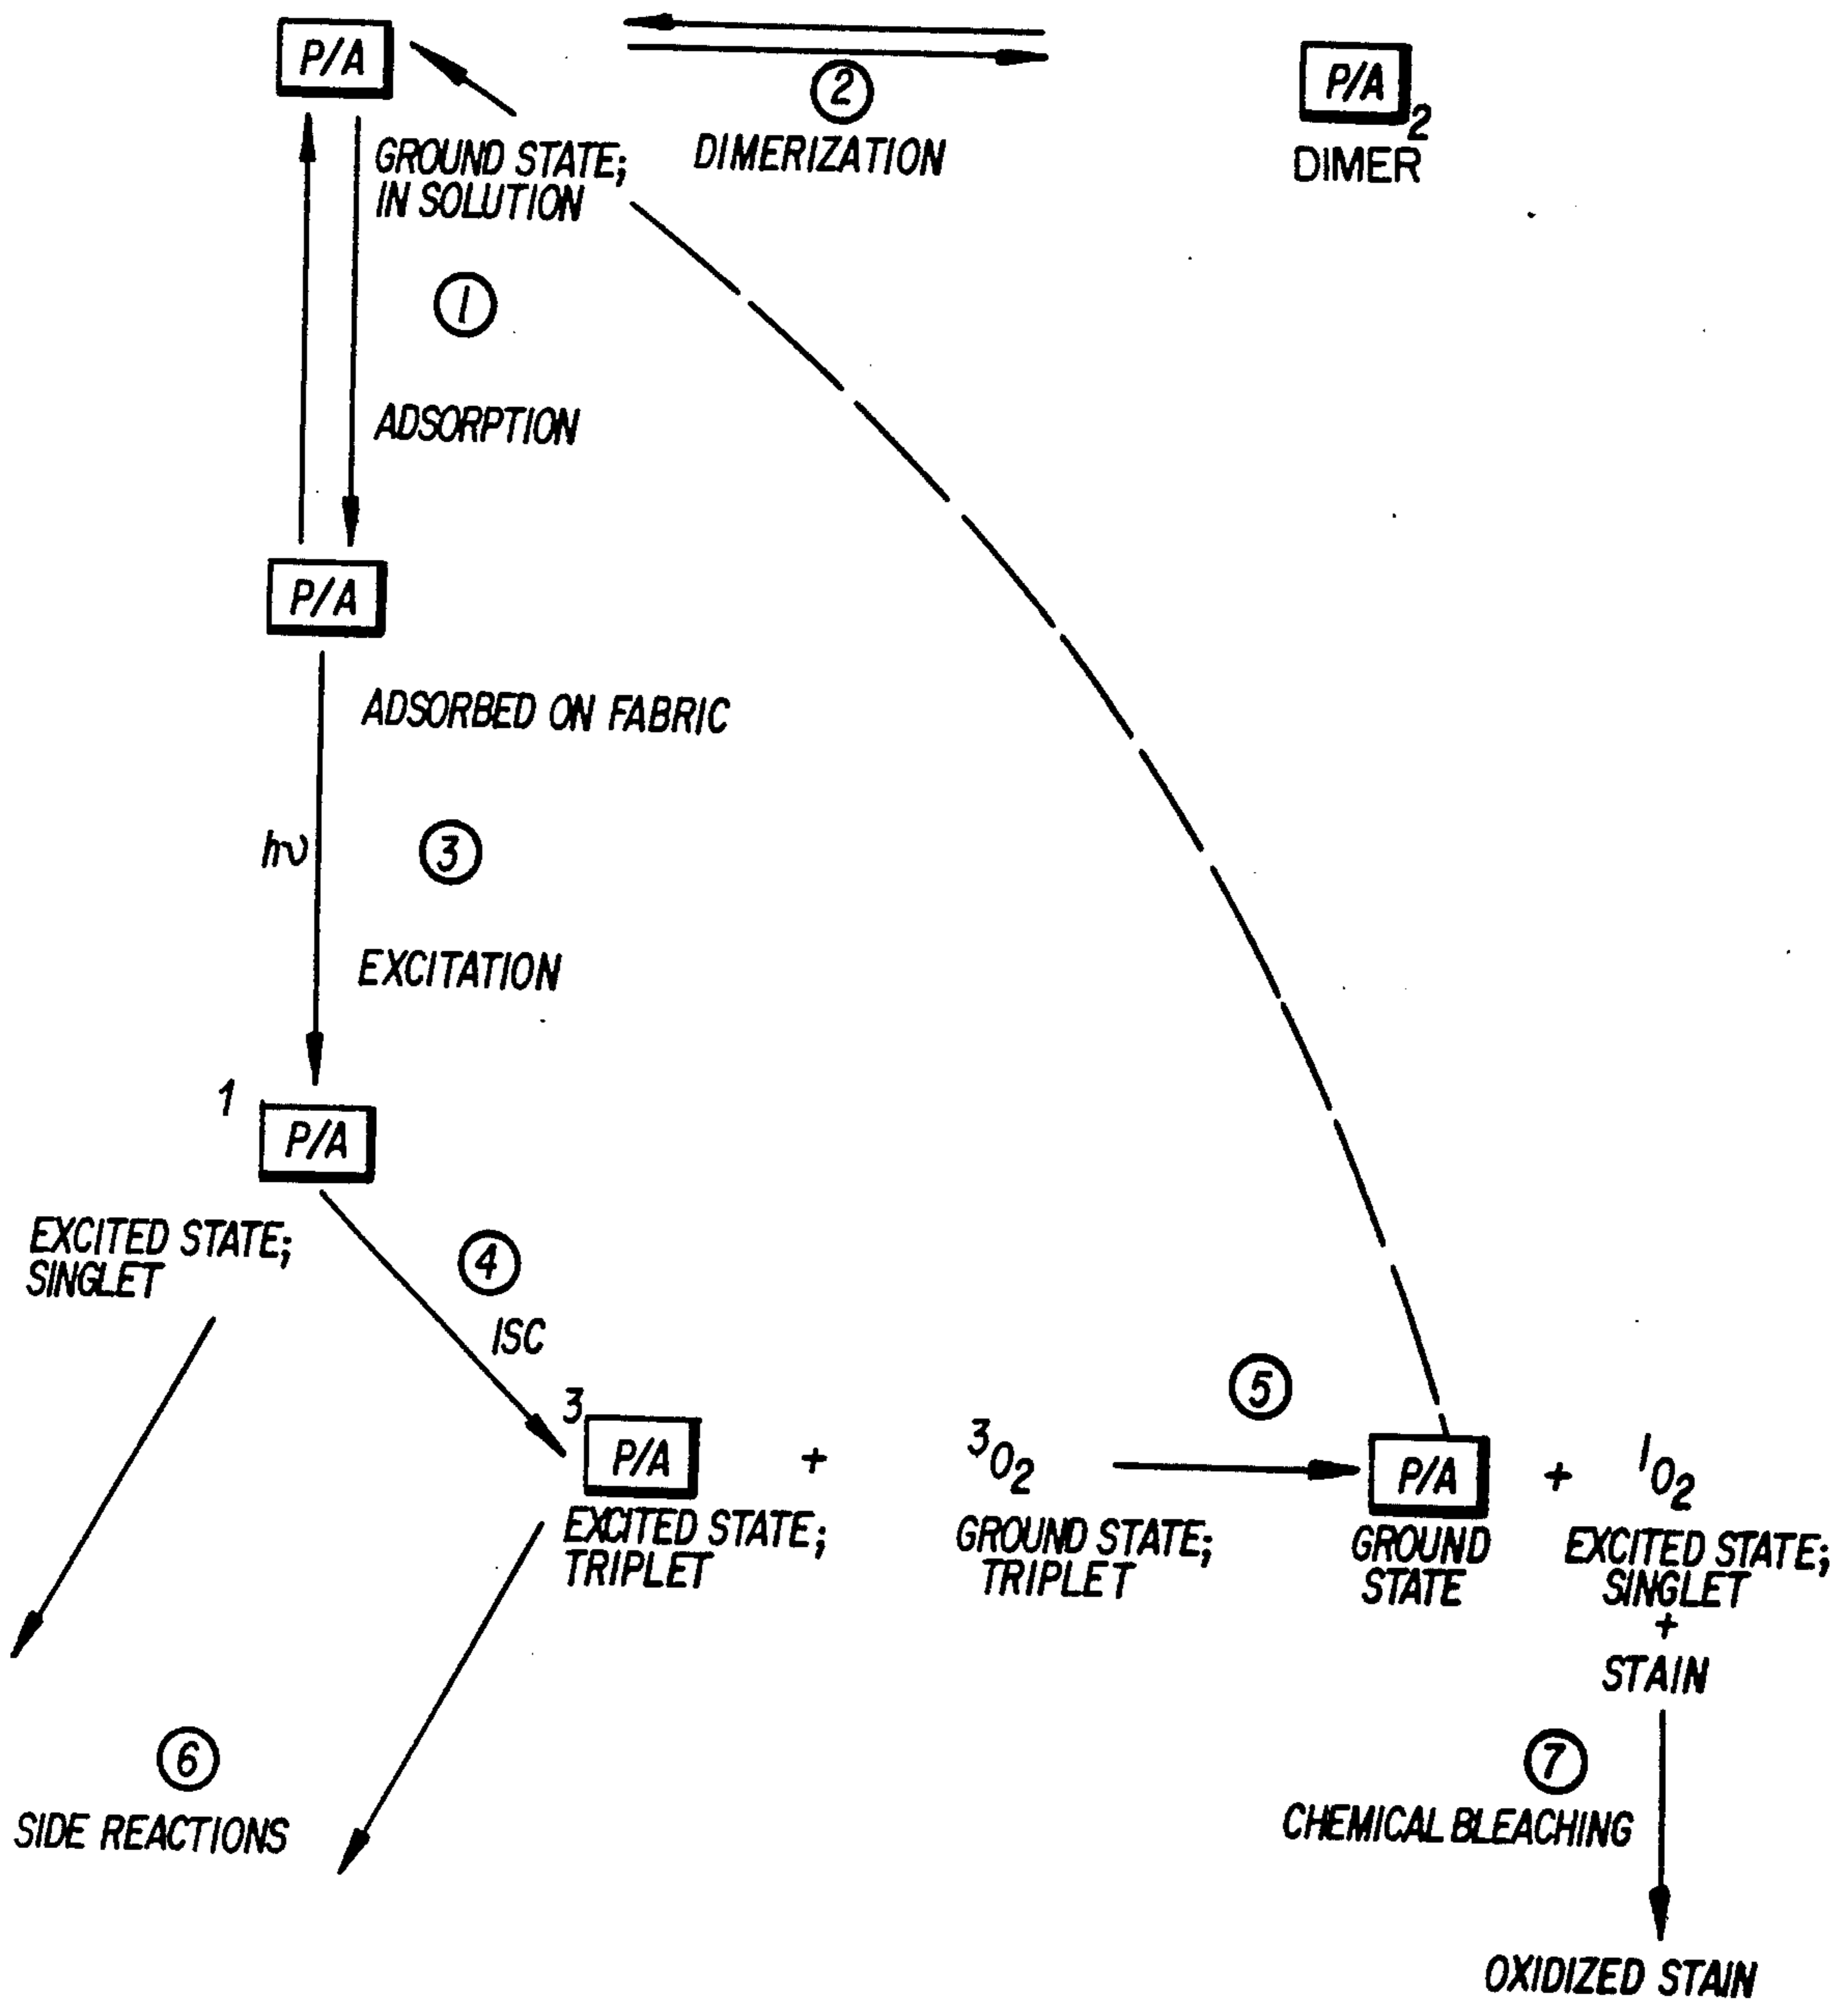 P/A
P/A 2
② DIMERIZATION
DIMER
GROUND STATE;
IN SOLUTION
①
ADSORPTION
P/A
ADSORBED ON FABRIC
hν
③
EXCITATION
1 P/A
EXCITED STATE;
SINGLET
④
ISC
3 P/A + ³O₂ ⑤ P/A + ¹O₂
EXCITED STATE;
TRIPLET
GROUND STATE;
TRIPLET
GROUND
STATE
EXCITED STATE;
SINGLET
+
STAIN
⑥
SIDE REACTIONS
⑦
CHEMICAL BLEACHING
OXIDIZED STAIN